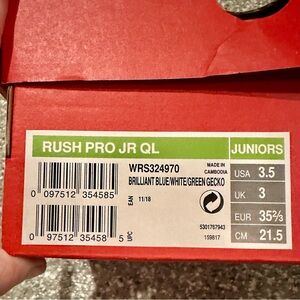 RUSH PRO JR QL
JUNIORS
WRS324970
MADE IN
CAMBODIA
BRILLIANT BLUE/WHITE/GREEN GECKO
USA 3.5
UK 3
EUR 35⅔
CM 21.5
0 097512 354585
EAN
11/18
0 97512 35458 5
UPC
5301767943
159817